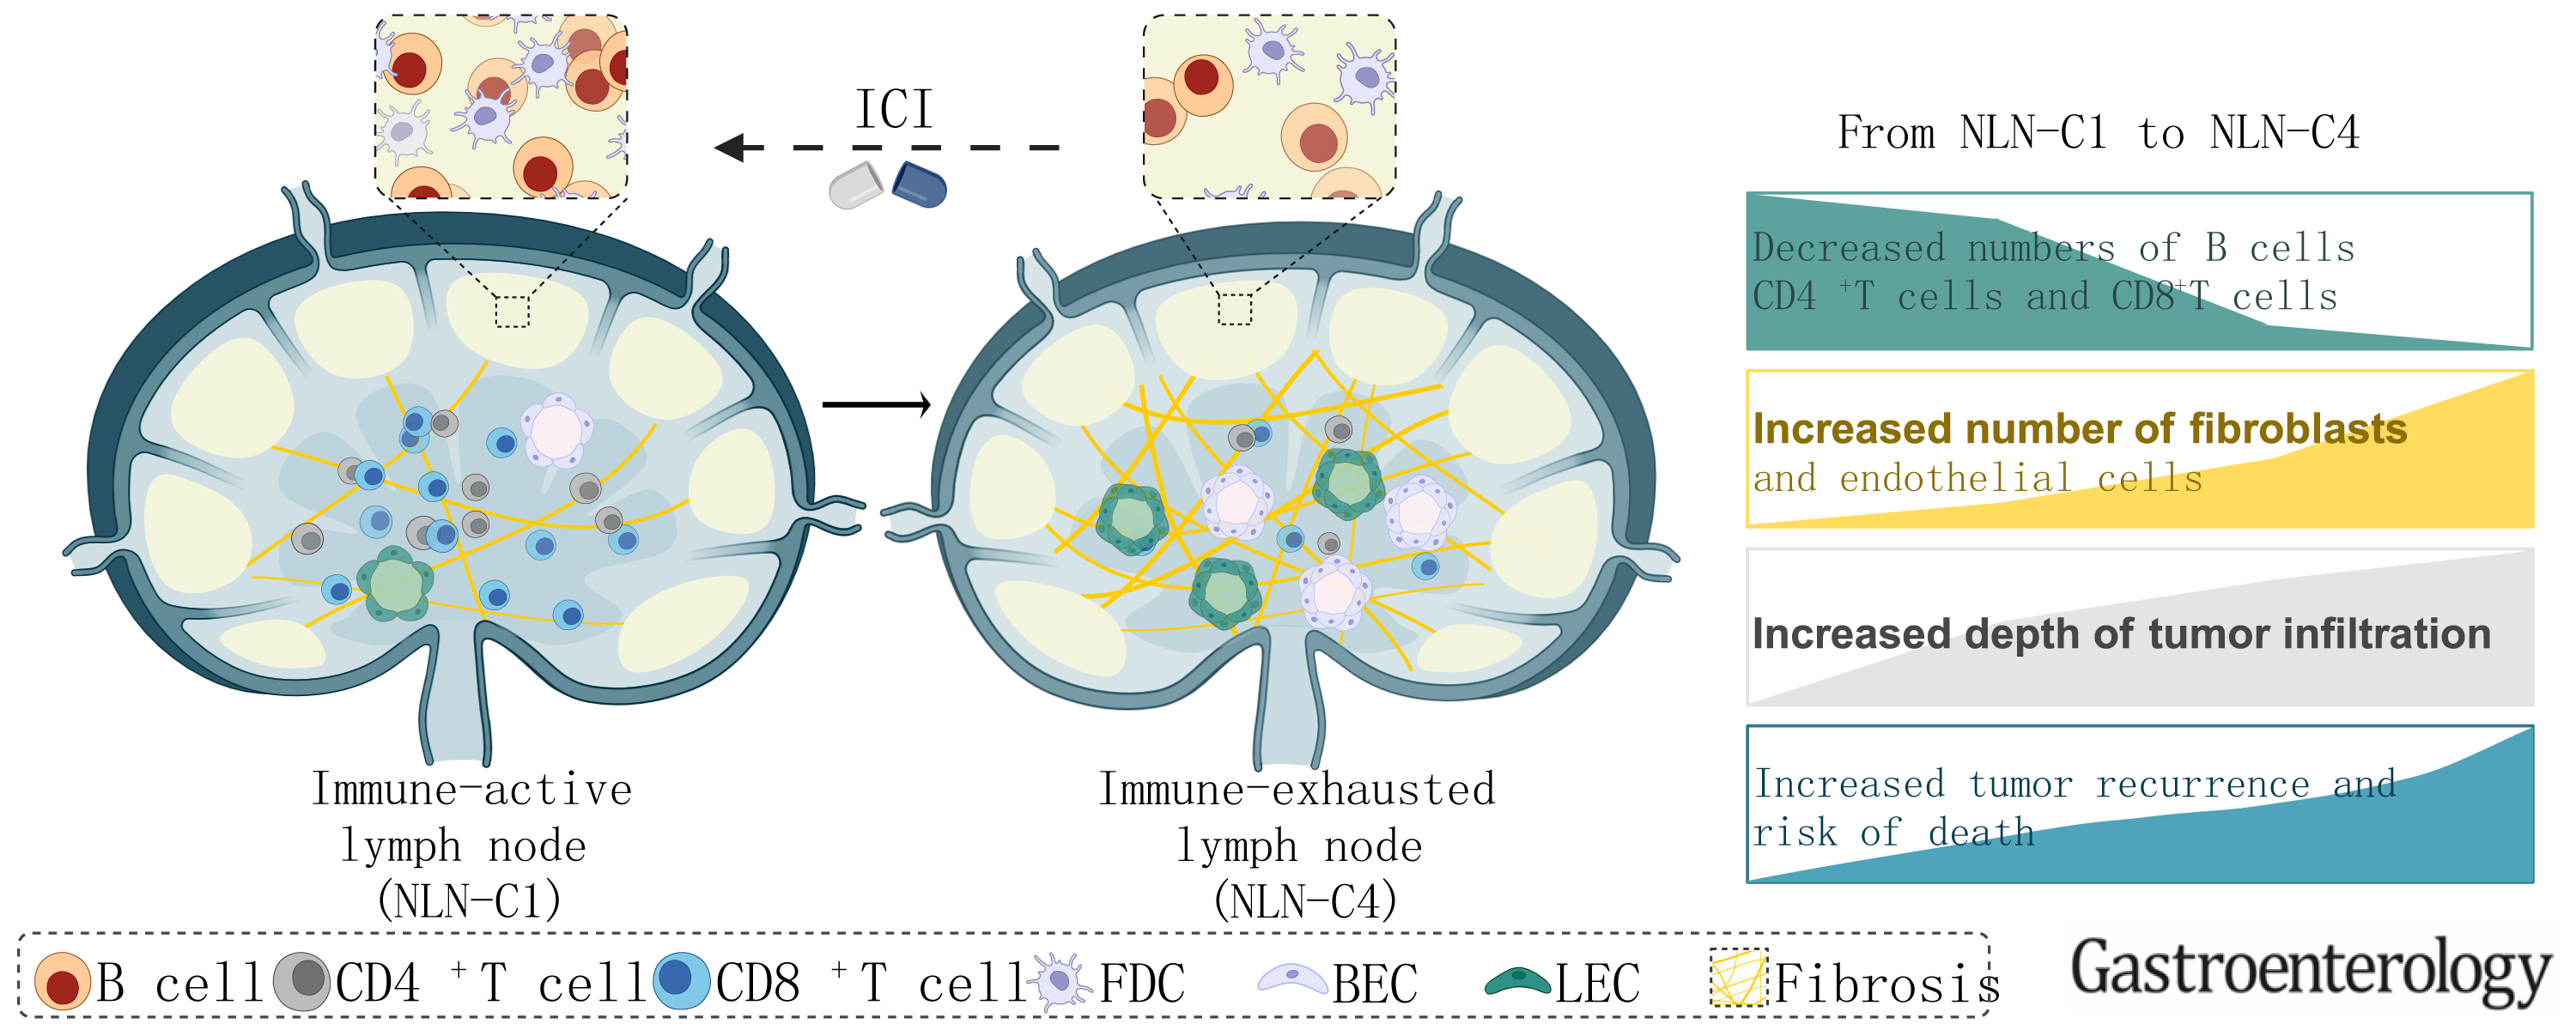 ICI
From NLN-C1 to NLN-C4
Decreased numbers of B cells
CD4 +T cells and CD8+T cells
Increased number of fibroblasts
and endothelial cells
Increased depth of tumor infiltration
Increased tumor recurrence and
risk of death
Immune-active
lymph node
(NLN-C1)
Immune-exhausted
lymph node
(NLN-C4)
B cell CD4 +T cell CD8 +T cell FDC BEC LEC Fibrosis
Gastroenterology